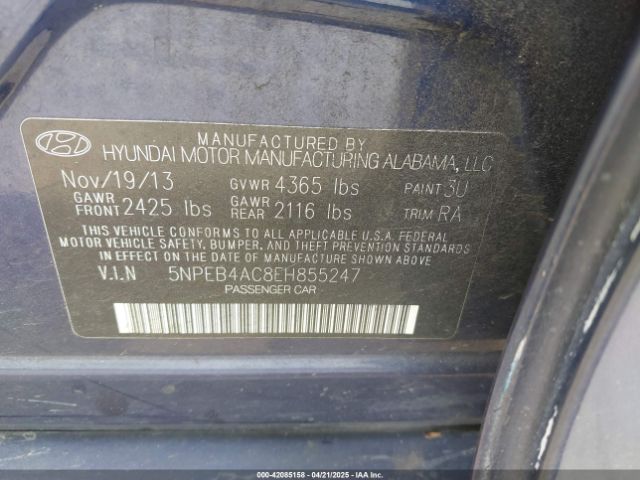 MANUFACTURED BY
HYUNDAI MOTOR MANUFACTURING ALABAMA, LLC
Nov/19/13 GVWR 4365 lbs PAINT 3U
GAWR FRONT 2425 lbs GAWR REAR 2116 lbs TRIM RA
THIS VEHICLE CONFORMS TO ALL APPLICABLE U.S.A. FEDERAL
MOTOR VEHICLE SAFETY, BUMPER, AND THEFT PREVENTION STANDARDS
IN EFFECT ON THE DATE OF MANUFACTURE SHOWN ABOVE.
V.I.N 5NPEB4AC8EH855247
PASSENGER CAR
000-42085158 - 04/21/2025 - IMPACT AUTO AUCTIONS